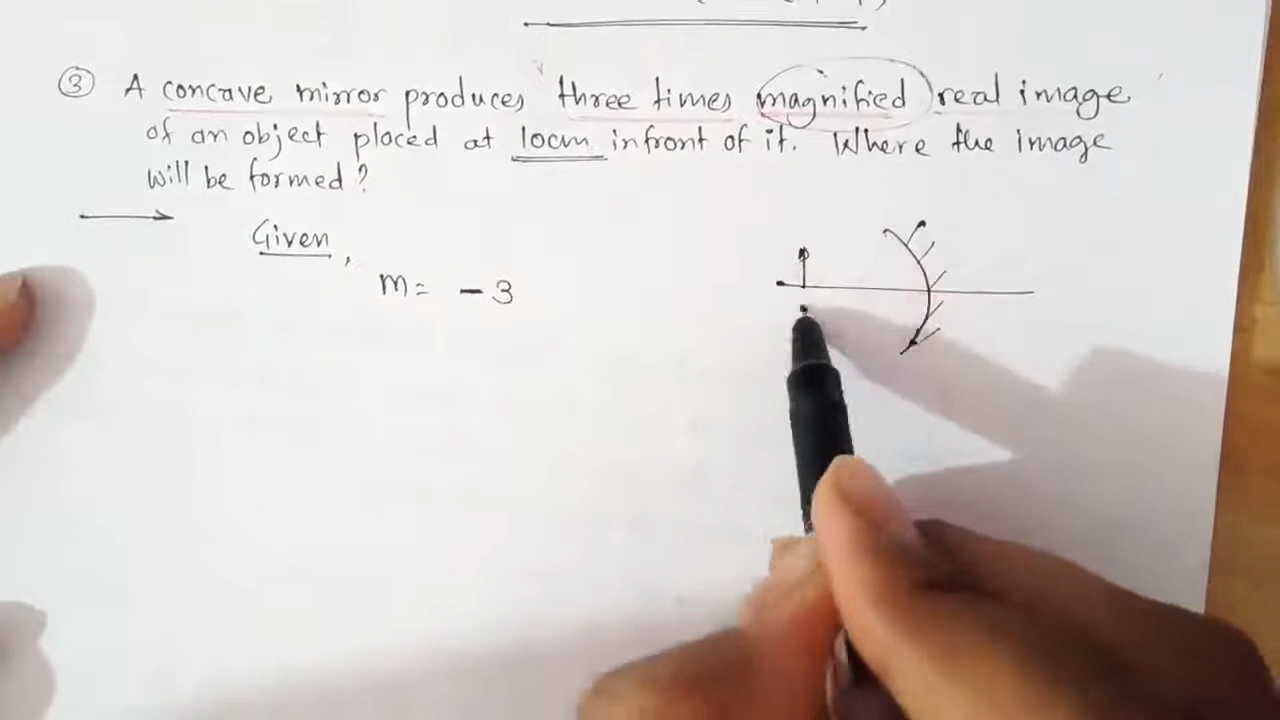 ③ A concave mirror produces three times magnified real image
of an object placed at 10cm infront of it. Where the image
will be formed?
Given,
m = - 3